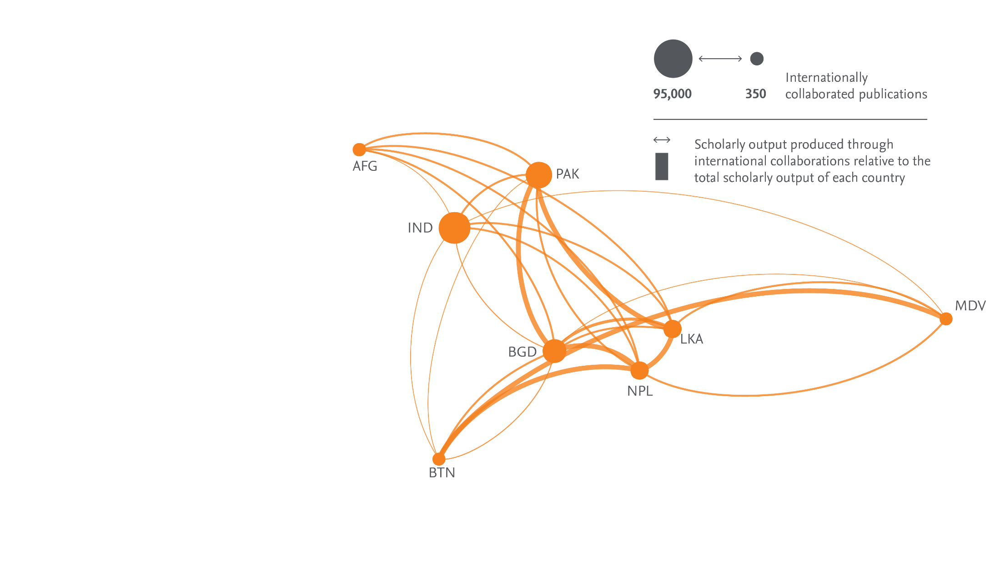 95,000
350
Internationally
collaborated publications
Scholarly output produced through
international collaborations relative to the
total scholarly output of each country
AFG
PAK
IND
MDV
LKA
BGD
NPL
BTN